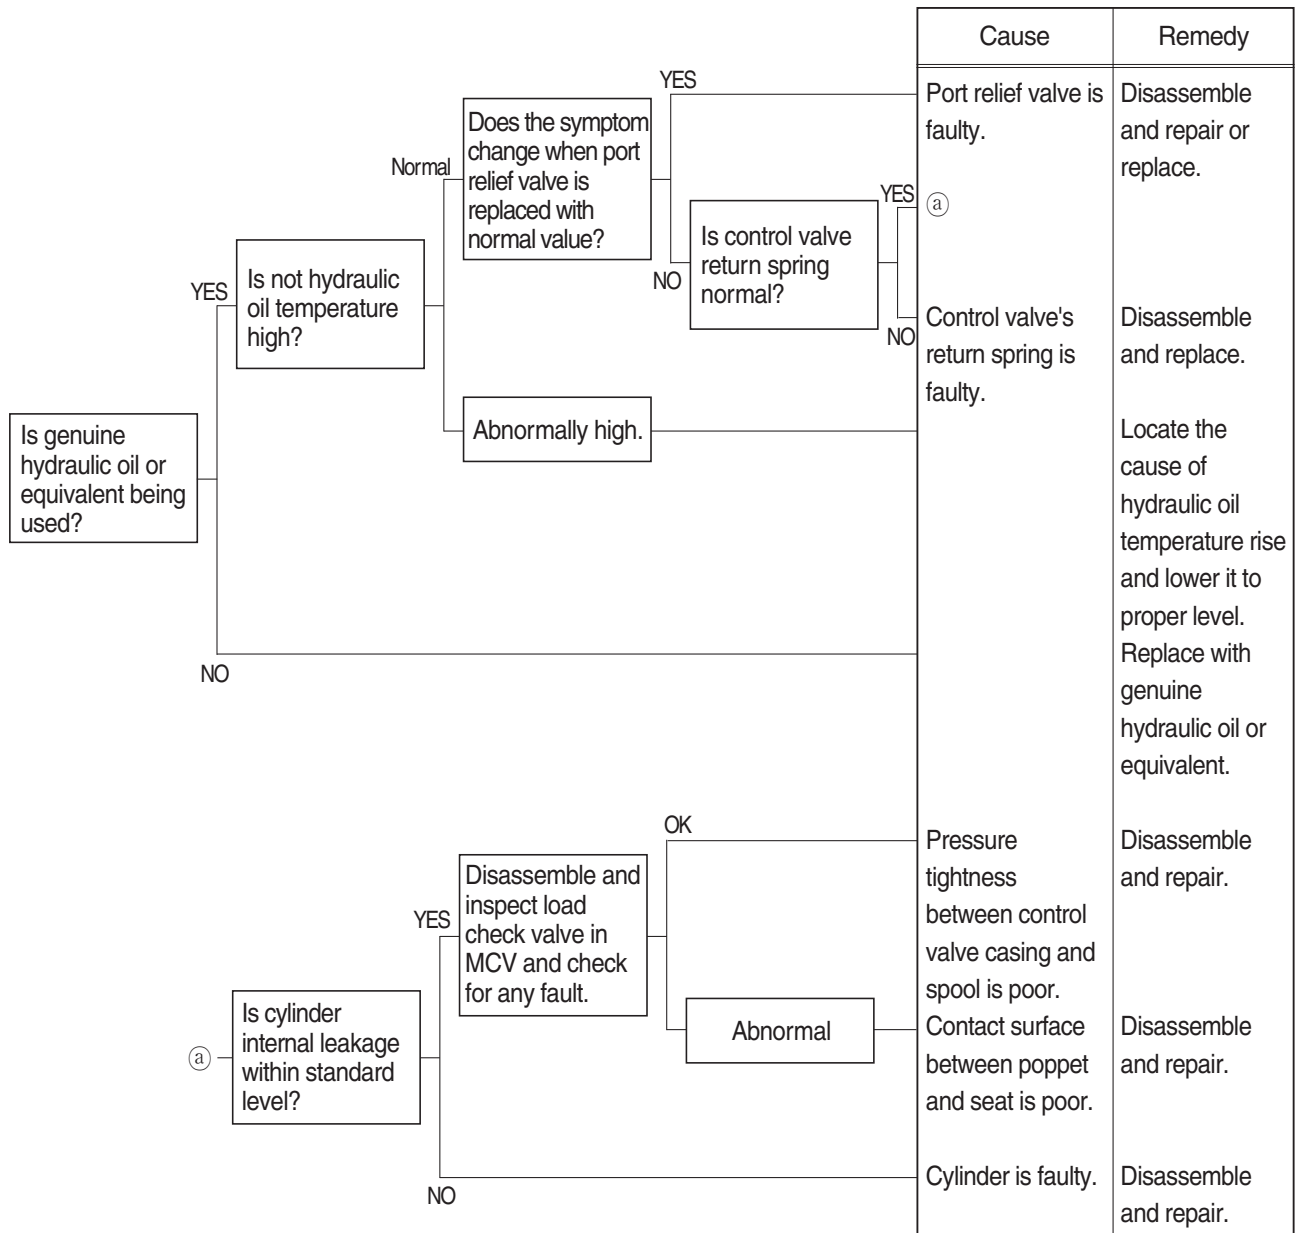 Cause
Remedy
YES
Port relief valve is
faulty.
Disassemble
and repair or
replace.
Does the symptom
change when port
relief valve is
replaced with
normal value?
Normal
YES
ⓐ
Is control valve
return spring
normal?
NO
YES
Is not hydraulic
oil temperature
high?
NO
Control valve's
return spring is
faulty.
Disassemble
and replace.
Abnormally high.
Is genuine
hydraulic oil or
equivalent being
used?
Locate the
cause of
hydraulic oil
temperature rise
and lower it to
proper level.
NO
Replace with
genuine
hydraulic oil or
equivalent.
OK
Pressure
tightness
between control
valve casing and
spool is poor.
Disassemble
and repair.
YES
Disassemble and
inspect load
check valve in
MCV and check
for any fault.
ⓐ
Is cylinder
internal leakage
within standard
level?
Abnormal
Contact surface
between poppet
and seat is poor.
Disassemble
and repair.
NO
Cylinder is faulty.
Disassemble
and repair.